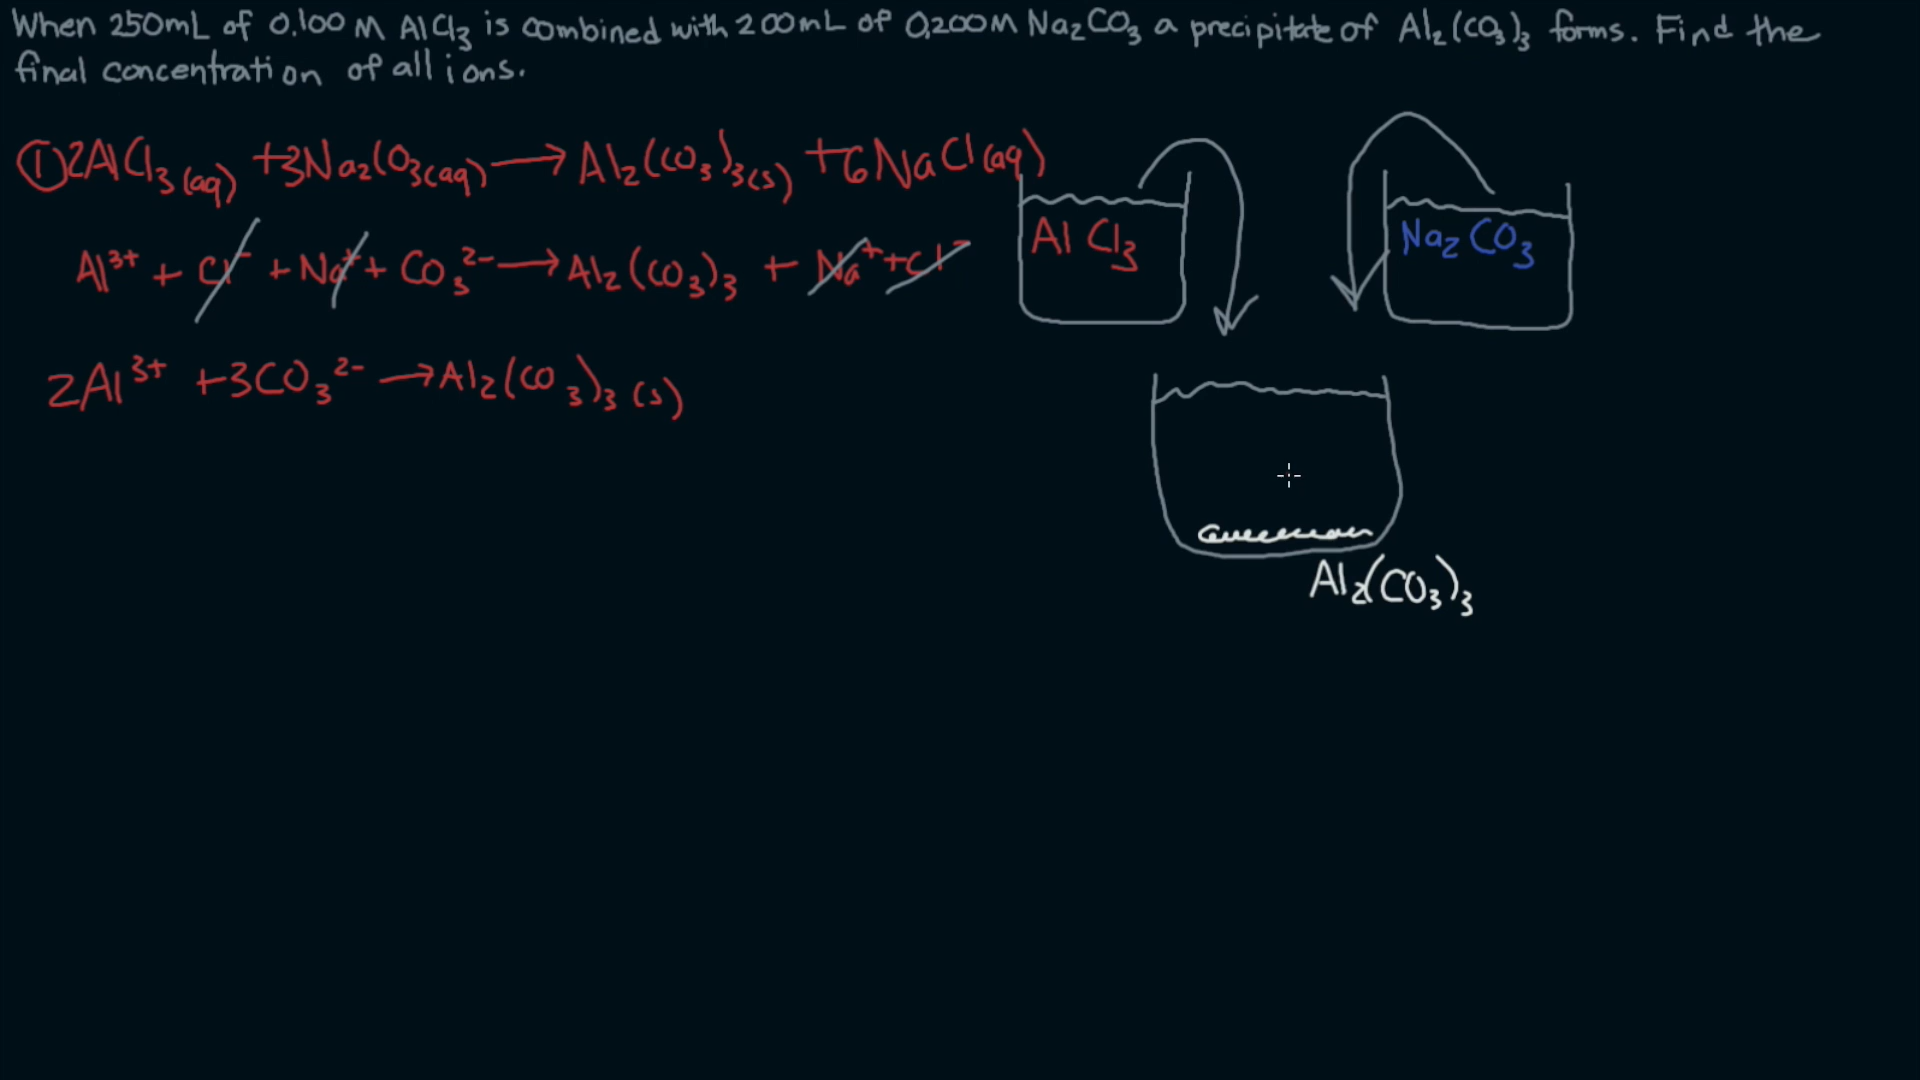 When 250mL of 0.100 M AlCl₃ is combined with 200mL of 0.200M Na₂CO₃ a precipitate of Al₂(CO₃)₃ forms. Find the
final concentration of all ions.
① 2AlCl₃(aq) + 3Na₂CO₃(aq) → Al₂(CO₃)₃(s) + 6NaCl(aq)
Al³⁺ + Cl⁻ + Na⁺ + CO₃²⁻ → Al₂(CO₃)₃ + Na⁺ + Cl⁻
2Al³⁺ + 3CO₃²⁻ → Al₂(CO₃)₃(s)
AlCl₃
Na₂CO₃
Al₂(CO₃)₃